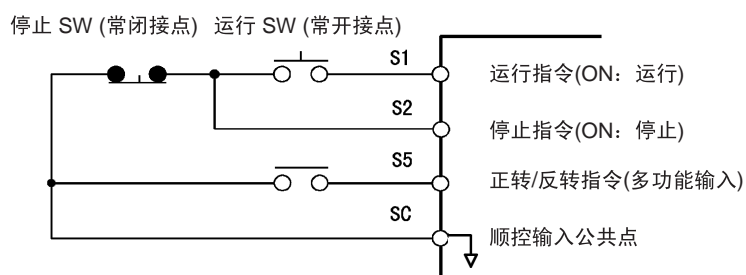 停止 SW (常闭接点) 运行 SW (常开接点)
S1 运行指令(ON：运行)
S2 停止指令(ON：停止)
S5 正转/反转指令(多功能输入)
SC 顺控输入公共点